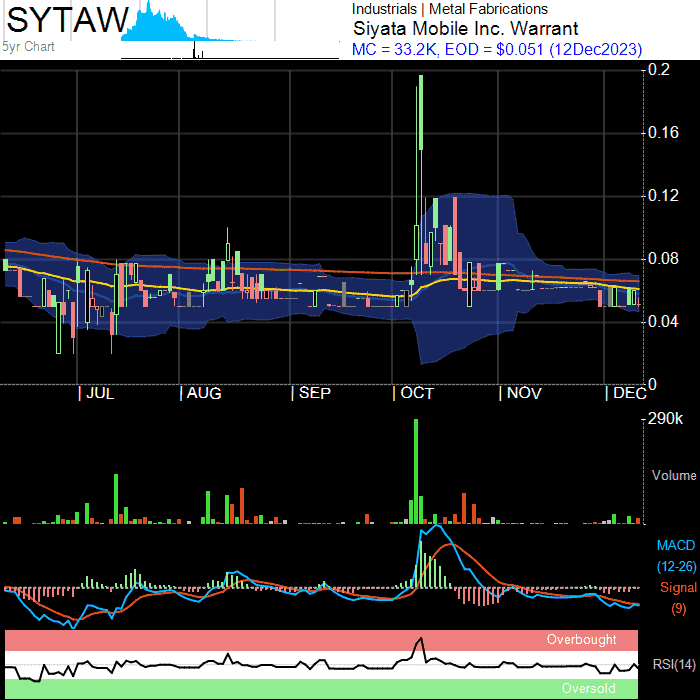 SYTAW
5yr Chart
Industrials | Metal Fabrications
Siyata Mobile Inc. Warrant
MC = 33.2K, EOD = $0.051 (12Dec2023)
0.2
0.16
0.12
0.08
0.04
0
| JUL | AUG | SEP | OCT | NOV | DEC
290k
Volume
MACD
(12-26)
Signal
(9)
Overbought
RSI(14)
Oversold